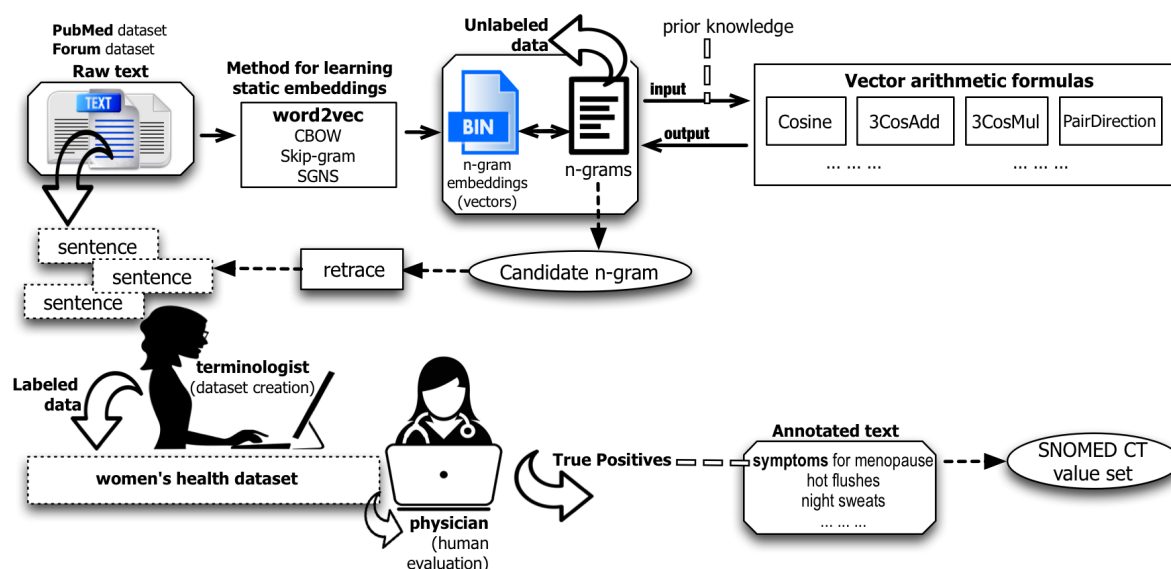 PubMed dataset
Forum dataset
Raw text
TEXT
Method for learning
static embeddings
word2vec
CBOW
Skip-gram
SGNS
Unlabeled
data
BIN
n-gram
embeddings
(vectors)
n-grams
prior knowledge
input
output
Vector arithmetic formulas
Cosine
3CosAdd
3CosMul
PairDirection
... ... ...
... ... ...
sentence
sentence
sentence
retrace
Candidate n-gram
terminologist
(dataset creation)
Labeled
data
women's health dataset
physician
(human
evaluation)
True Positives
Annotated text
symptoms for menopause
hot flushes
night sweats
... ... ...
SNOMED CT
value set